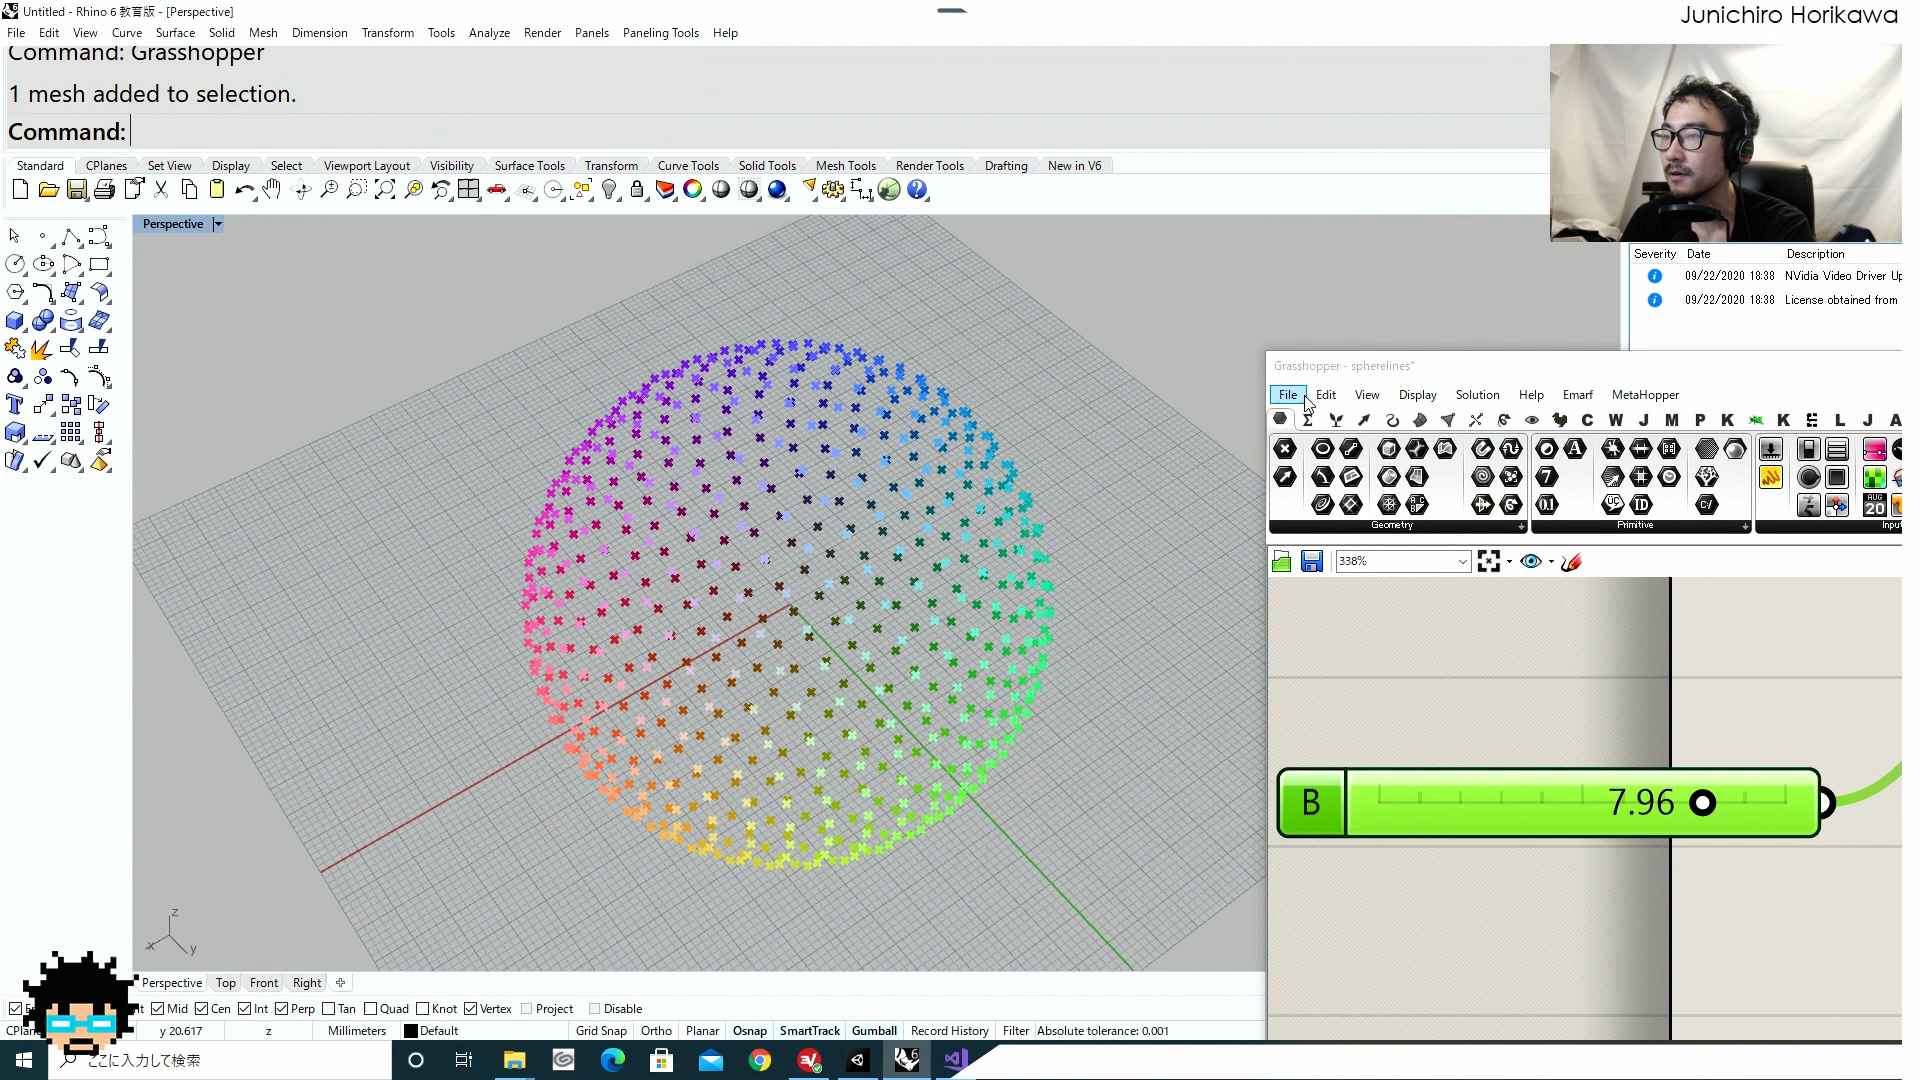 Untitled - Rhino 6 教育版 - [Perspective]
Junichiro Horikawa
File Edit View Curve Surface Solid Mesh Dimension Transform Tools Analyze Render Panels Paneling Tools Help
Command: Grasshopper
1 mesh added to selection.
Command:
Standard CPlanes Set View Display Select Viewport Layout Visibility Surface Tools Transform Curve Tools Solid Tools Mesh Tools Render Tools Drafting New in V6
Perspective
Severity Date Description
09/22/2020 18:38 NVidia Video Driver Up
09/22/2020 18:38 License obtained from
Grasshopper - spherelines*
File Edit View Display Solution Help Emarf MetaHopper
C W J M P K K L J A
Geometry Primitive Inpu
338%
B 7.96
z
x y
Perspective Top Front Right
Mid Cen Int Perp Tan Quad Knot Vertex Project Disable
CPlan y 20.617 z Millimeters Default Grid Snap Ortho Planar Osnap SmartTrack Gumball Record History Filter Absolute tolerance: 0.001
ここに入力して検索